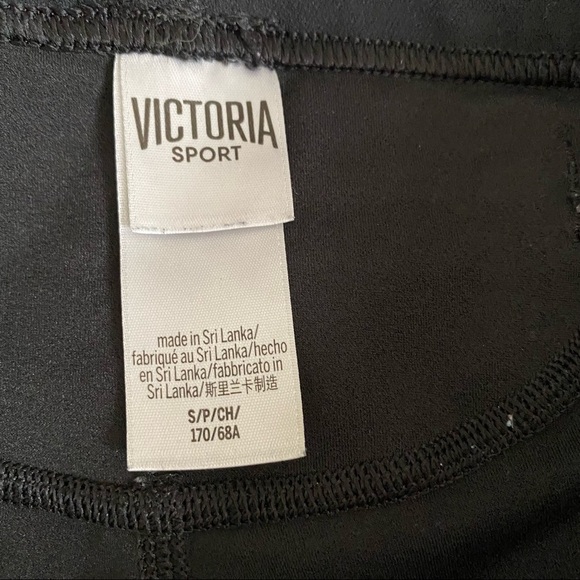 VICTORIA
SPORT
made in Sri Lanka/
fabriqué au Sri Lanka/hecho
en Sri Lanka/fabbricato in
Sri Lanka/斯里兰卡制造
S/P/CH/
170/68A